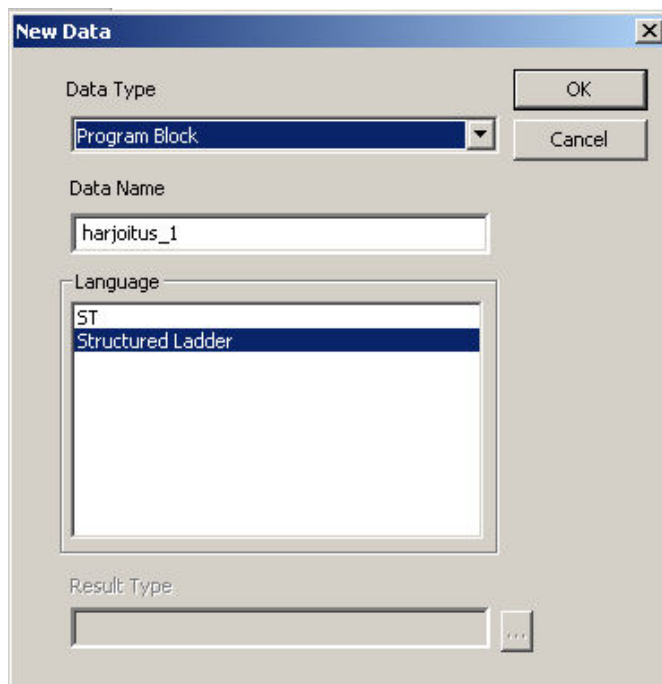 New Data
Data Type
OK
Program Block
Cancel
Data Name
harjoitus_1
Language
ST
Structured Ladder
Result Type
...